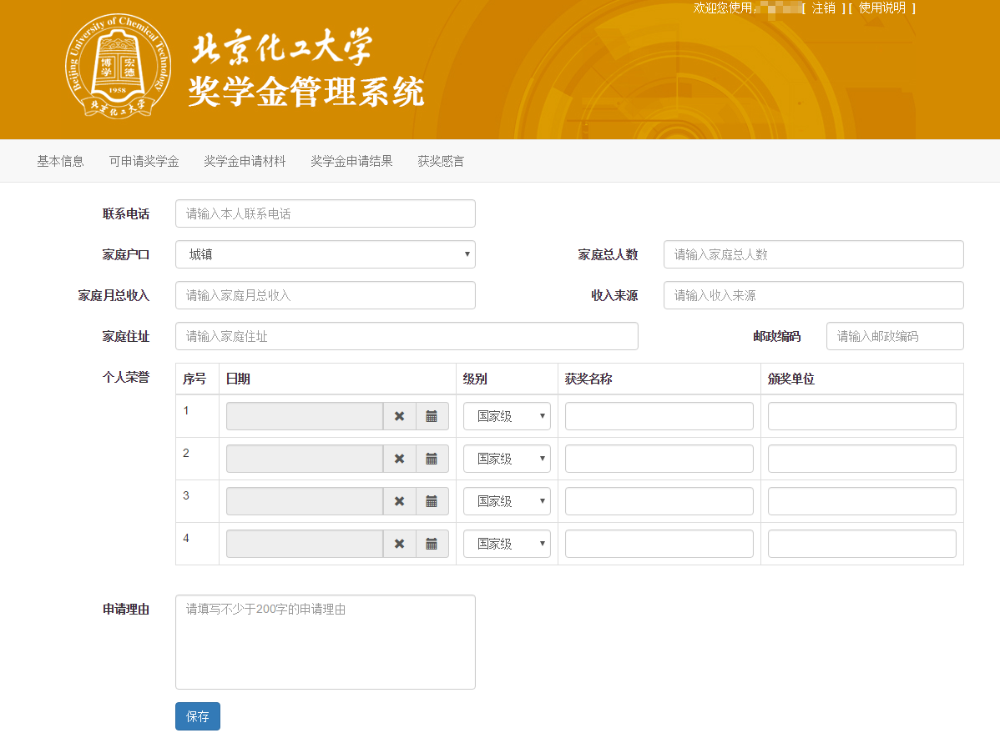 欢迎您使用, [ 注销 ] [ 使用说明 ]
Beijing University of Chemical Technology
博学 宏德
1958
北京化工大学
北京化工大学
奖学金管理系统
基本信息 可申请奖学金 奖学金申请材料 奖学金申请结果 获奖感言
联系电话 请输入本人联系电话
家庭户口 城镇 家庭总人数 请输入家庭总人数
家庭月总收入 请输入家庭月总收入 收入来源 请输入收入来源
家庭住址 请输入家庭住址 邮政编码 请输入邮政编码
个人荣誉 序号 日期 级别 获奖名称 颁奖单位
1 国家级
2 国家级
3 国家级
4 国家级
申请理由 请填写不少于200字的申请理由
保存